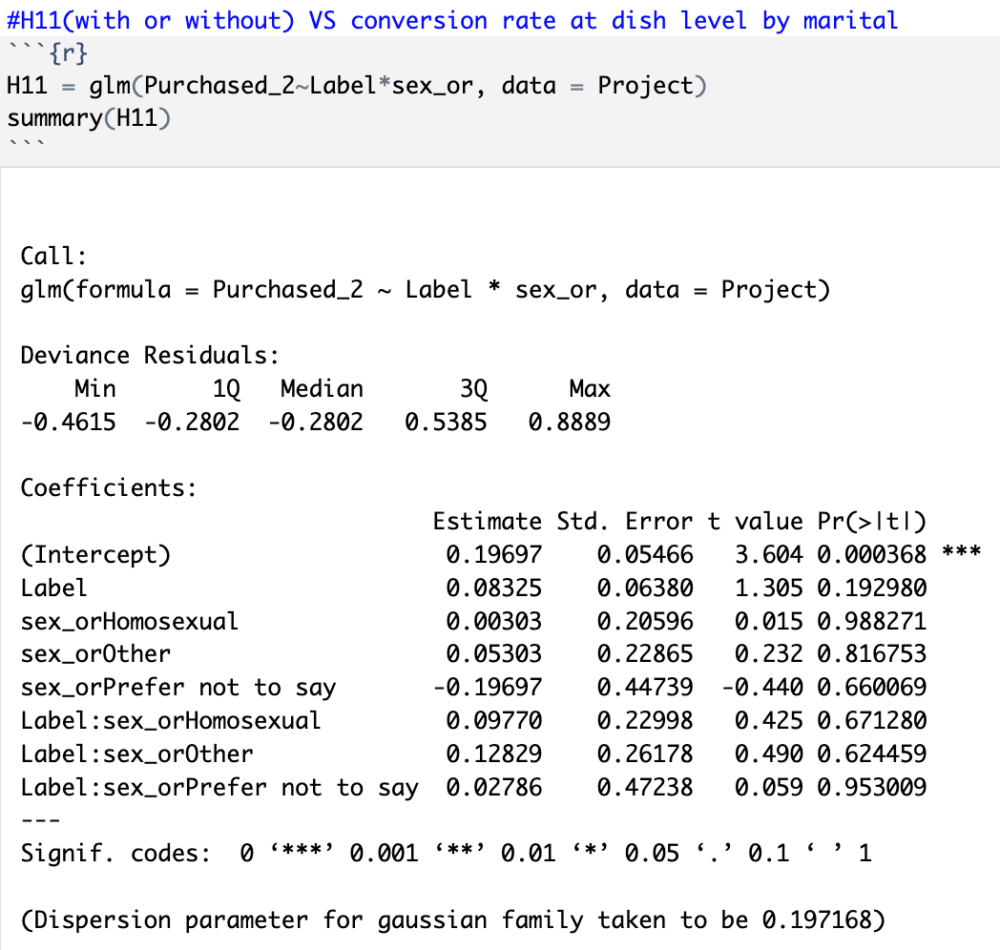 #H11(with or without) VS conversion rate at dish level by marital
```{r}
H11 = glm(Purchased_2~Label*sex_or, data = Project)
summary(H11)
```
Call:
glm(formula = Purchased_2 ~ Label * sex_or, data = Project)
Deviance Residuals:
Min 1Q Median 3Q Max
-0.4615 -0.2802 -0.2802 0.5385 0.8889
Coefficients:
Estimate Std. Error t value Pr(>|t|)
(Intercept) 0.19697 0.05466 3.604 0.000368 ***
Label 0.08325 0.06380 1.305 0.192980
sex_orHomosexual 0.00303 0.20596 0.015 0.988271
sex_orOther 0.05303 0.22865 0.232 0.816753
sex_orPrefer not to say -0.19697 0.44739 -0.440 0.660069
Label:sex_orHomosexual 0.09770 0.22998 0.425 0.671280
Label:sex_orOther 0.12829 0.26178 0.490 0.624459
Label:sex_orPrefer not to say 0.02786 0.47238 0.059 0.953009
---
Signif. codes: 0 ‘***’ 0.001 ‘**’ 0.01 ‘*’ 0.05 ‘.’ 0.1 ‘ ’ 1
(Dispersion parameter for gaussian family taken to be 0.197168)